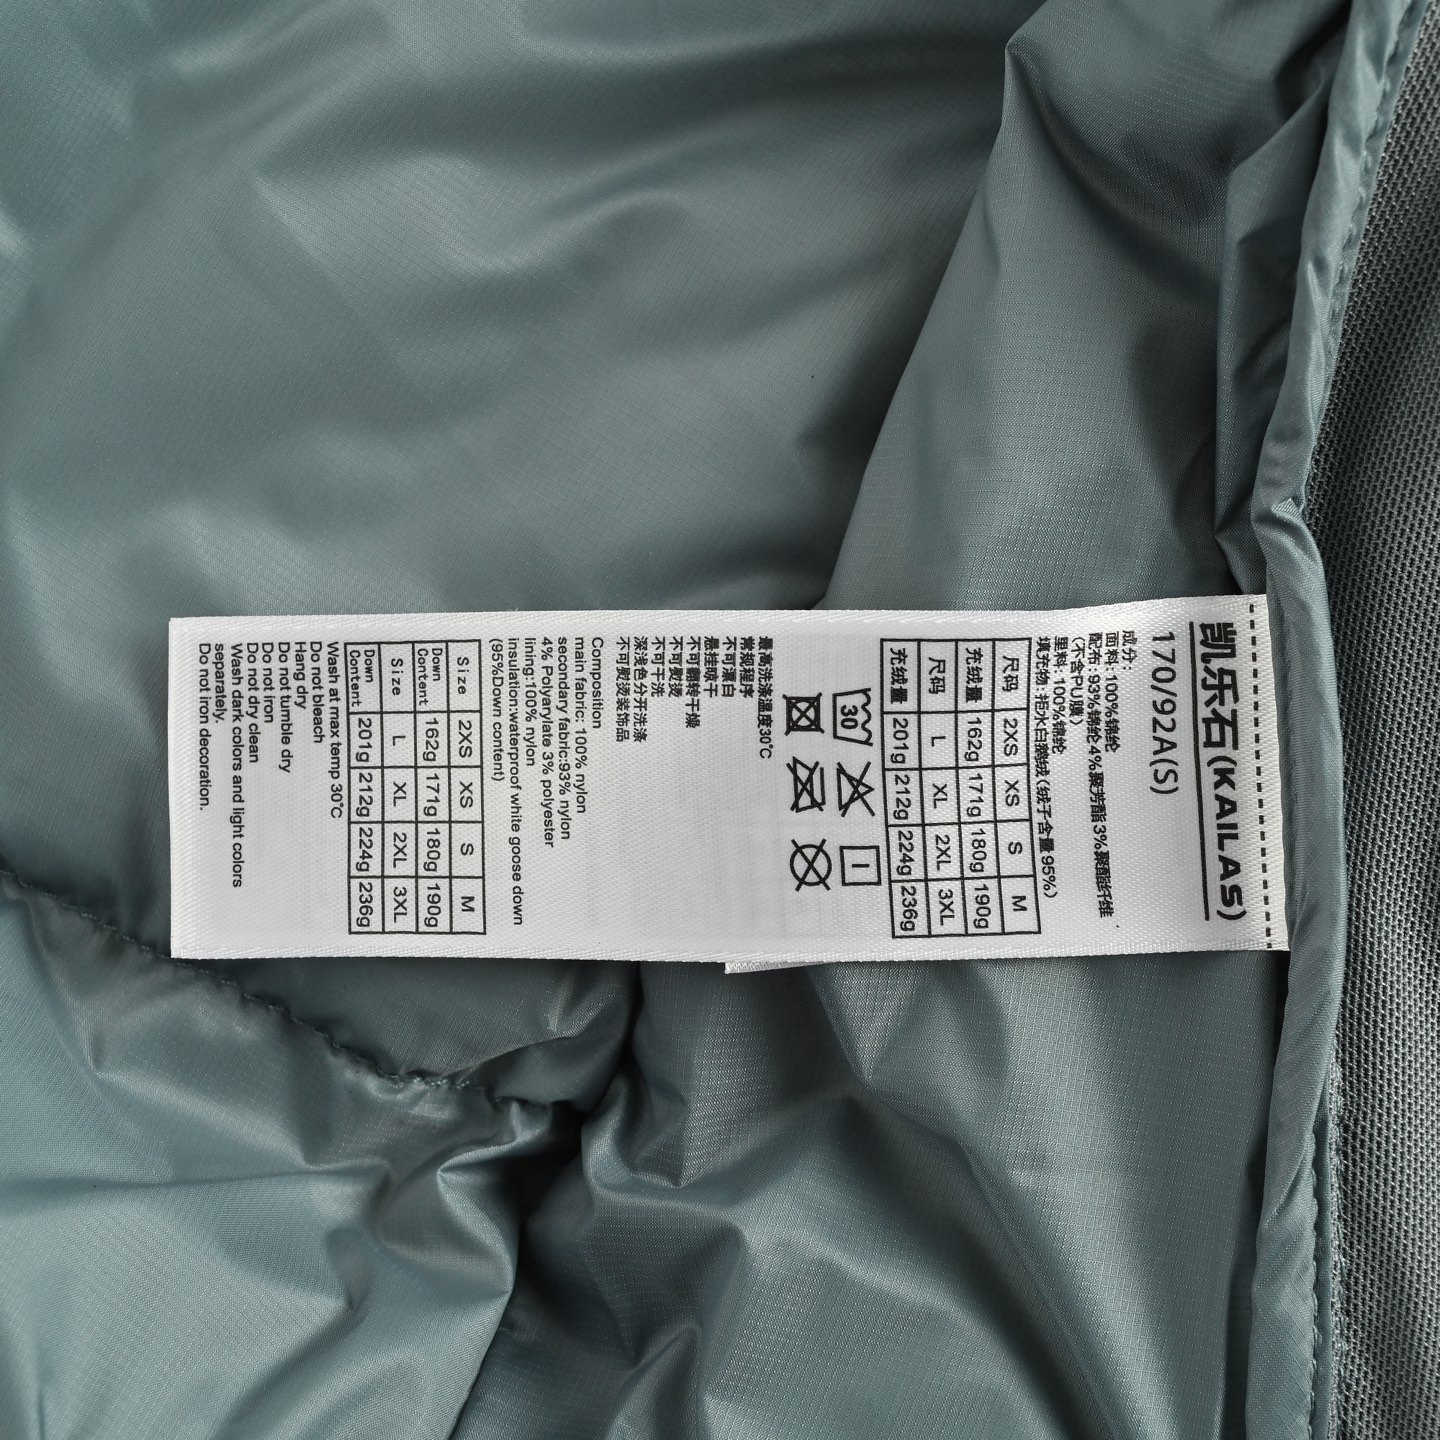 凯乐石(KAILAS)
170/92A(S)
成分:
面料: 100%锦纶
配布: 93%锦纶 4%聚芳酯 3%聚酯纤维
(不含PU膜)
里料: 100%锦纶
填充物: 拒水白鹅绒(绒子含量 95%)
尺码 2XS XS S M
充绒量 162g 171g 180g 190g
尺码 L XL 2XL 3XL
充绒量 201g 212g 224g 236g
30
最高洗涤温度30℃
常规程序
不可漂白
悬挂晾干
不可翻转干燥
不可熨烫
不可干洗
深浅色分开洗涤
不可熨烫装饰品
Composition
main fabric: 100% nylon
secondary fabric:93% nylon
4% Polyarylate 3% polyester
lining:100% nylon
insulation:waterproof white goose down
(95%Down content)
Size 2XS XS S M
Down Content 162g 171g 180g 190g
Size L XL 2XL 3XL
Down Content 201g 212g 224g 236g
Wash at max temp 30℃
Do not bleach
Hang dry
Do not tumble dry
Do not iron
Do not dry clean
Wash dark colors and light colors
separately.
Do not iron decoration.